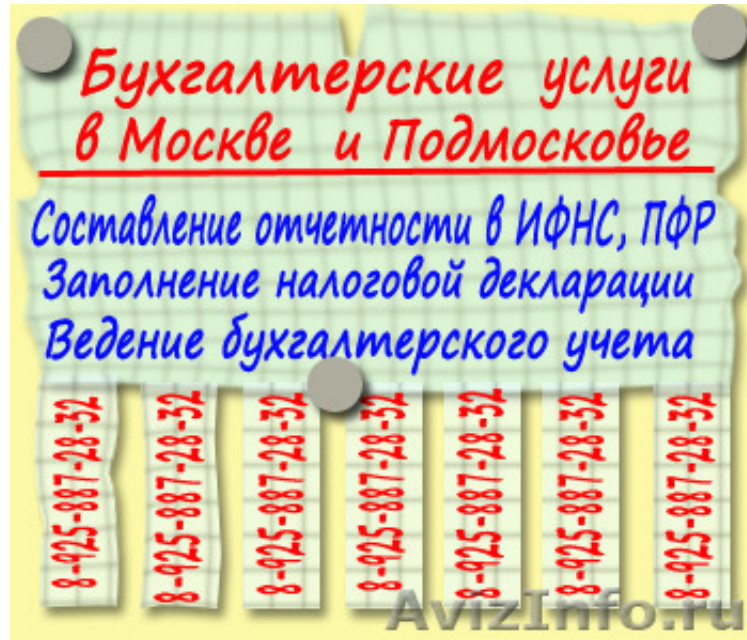 Бухгалтерские услуги
в Москве и Подмосковье
Составление отчетности в ИФНС, ПФР
Заполнение налоговой декларации
Ведение бухгалтерского учета
8-925-887-28-32
8-925-887-28-32
8-925-887-28-32
8-925-887-28-32
8-925-887-28-32
8-925-887-28-32
8-925-887-28-32
AvizInfo.ru